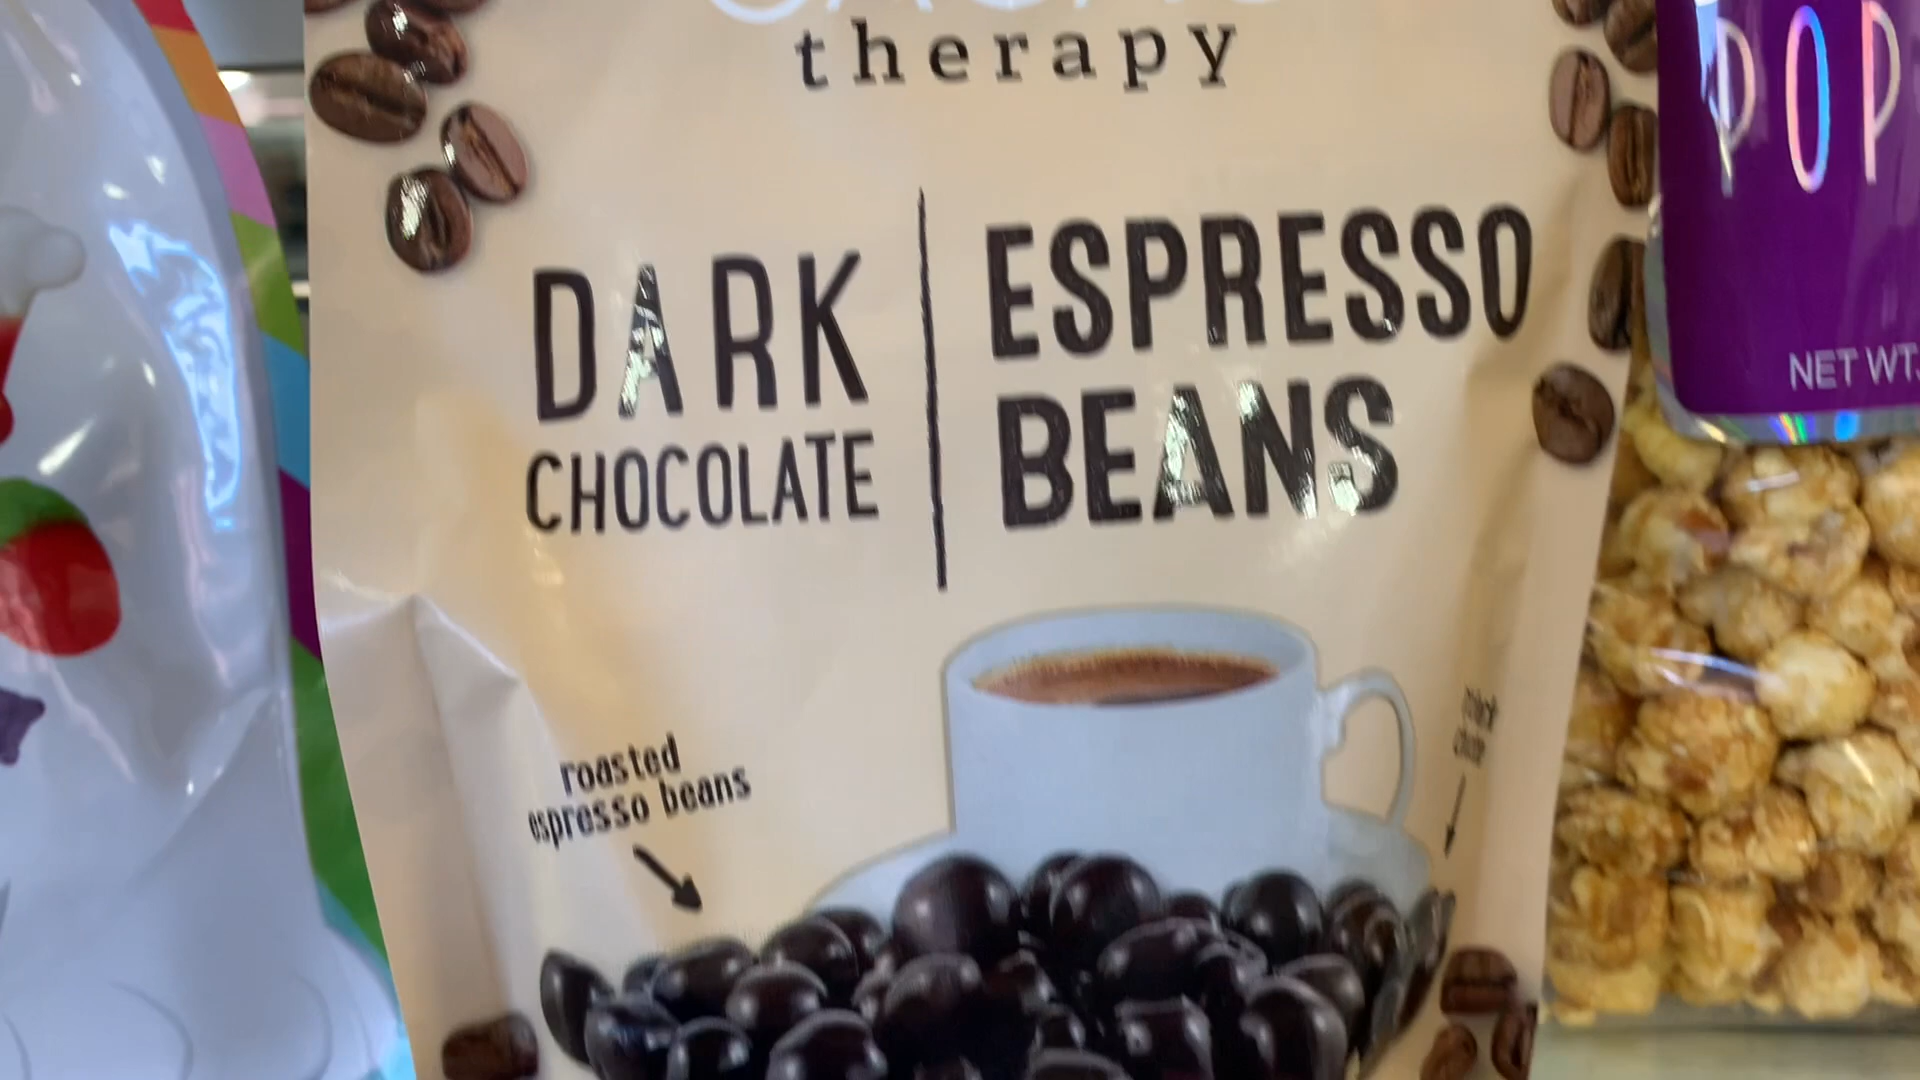 therapy
DARK
CHOCOLATE
ESPRESSO
BEANS
roasted
espresso beans
POP
NET WT.